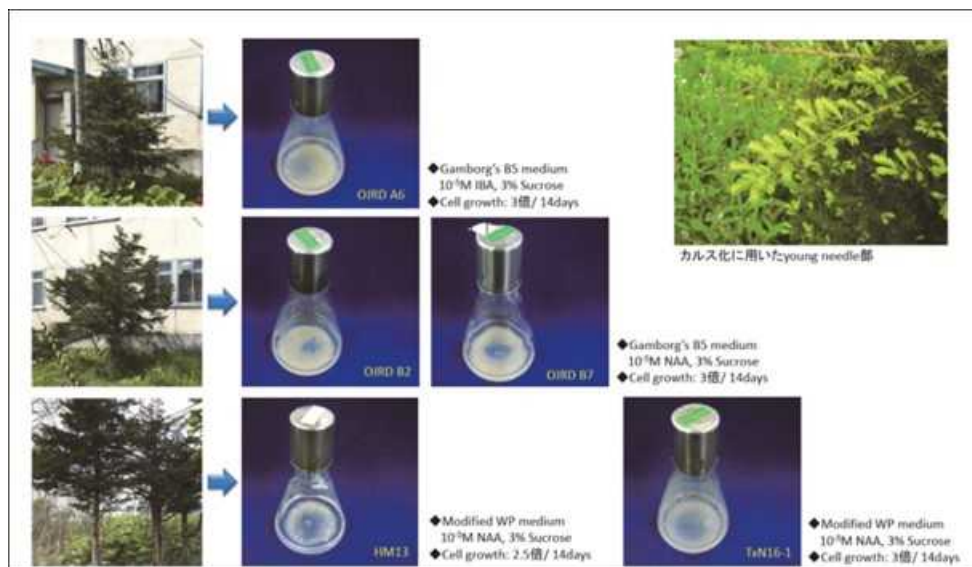 OJRD A6
◆Gamborg's B5 medium
10⁻⁵M IBA, 3% Sucrose
◆Cell growth: 3倍/ 14days
カルス化に用いたyoung needle部
OJRD B2
OJRD B7
◆Gamborg's B5 medium
10⁻⁵M NAA, 3% Sucrose
◆Cell growth: 3倍/ 14days
HM13
◆Modified WP medium
10⁻⁵M NAA, 3% Sucrose
◆Cell growth: 2.5倍/ 14days
TxN16-1
◆Modified WP medium
10⁻⁵M NAA, 3% Sucrose
◆Cell growth: 3倍/ 14days